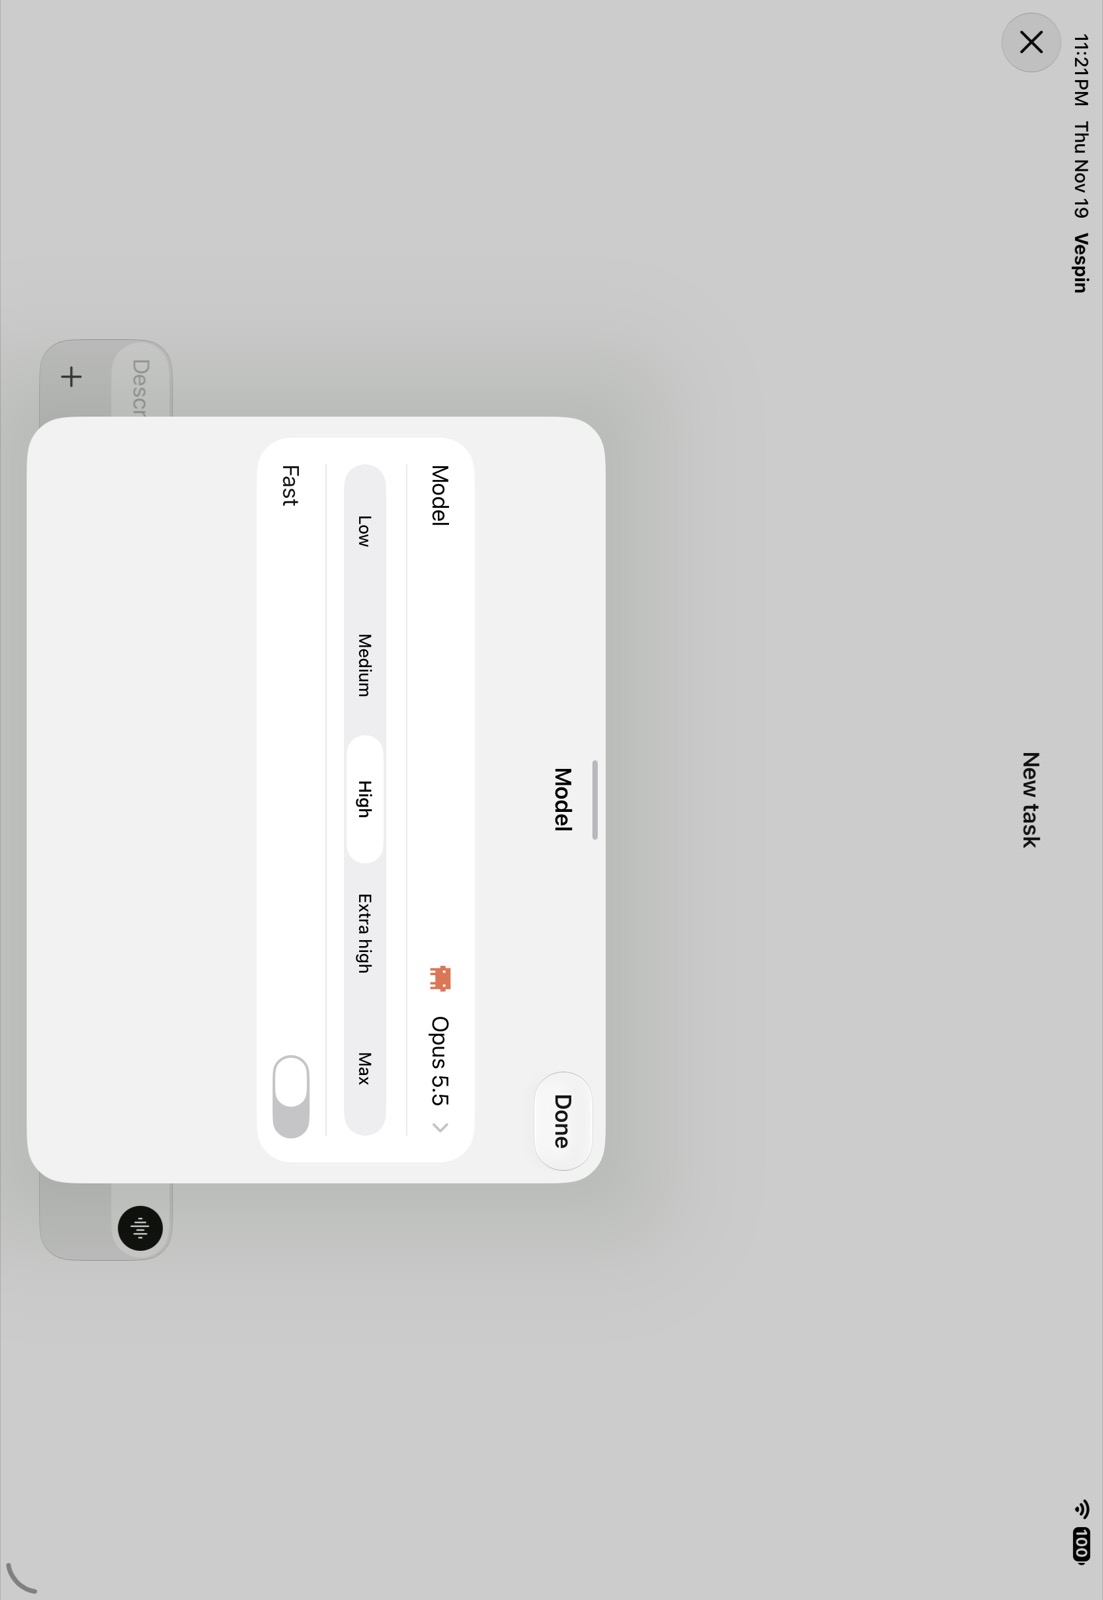 11:21 PM Thu Nov 19 Vespin
100
New task
Model
Done
Model
Opus 5.5
Low
Medium
High
Extra high
Max
Fast
Descr